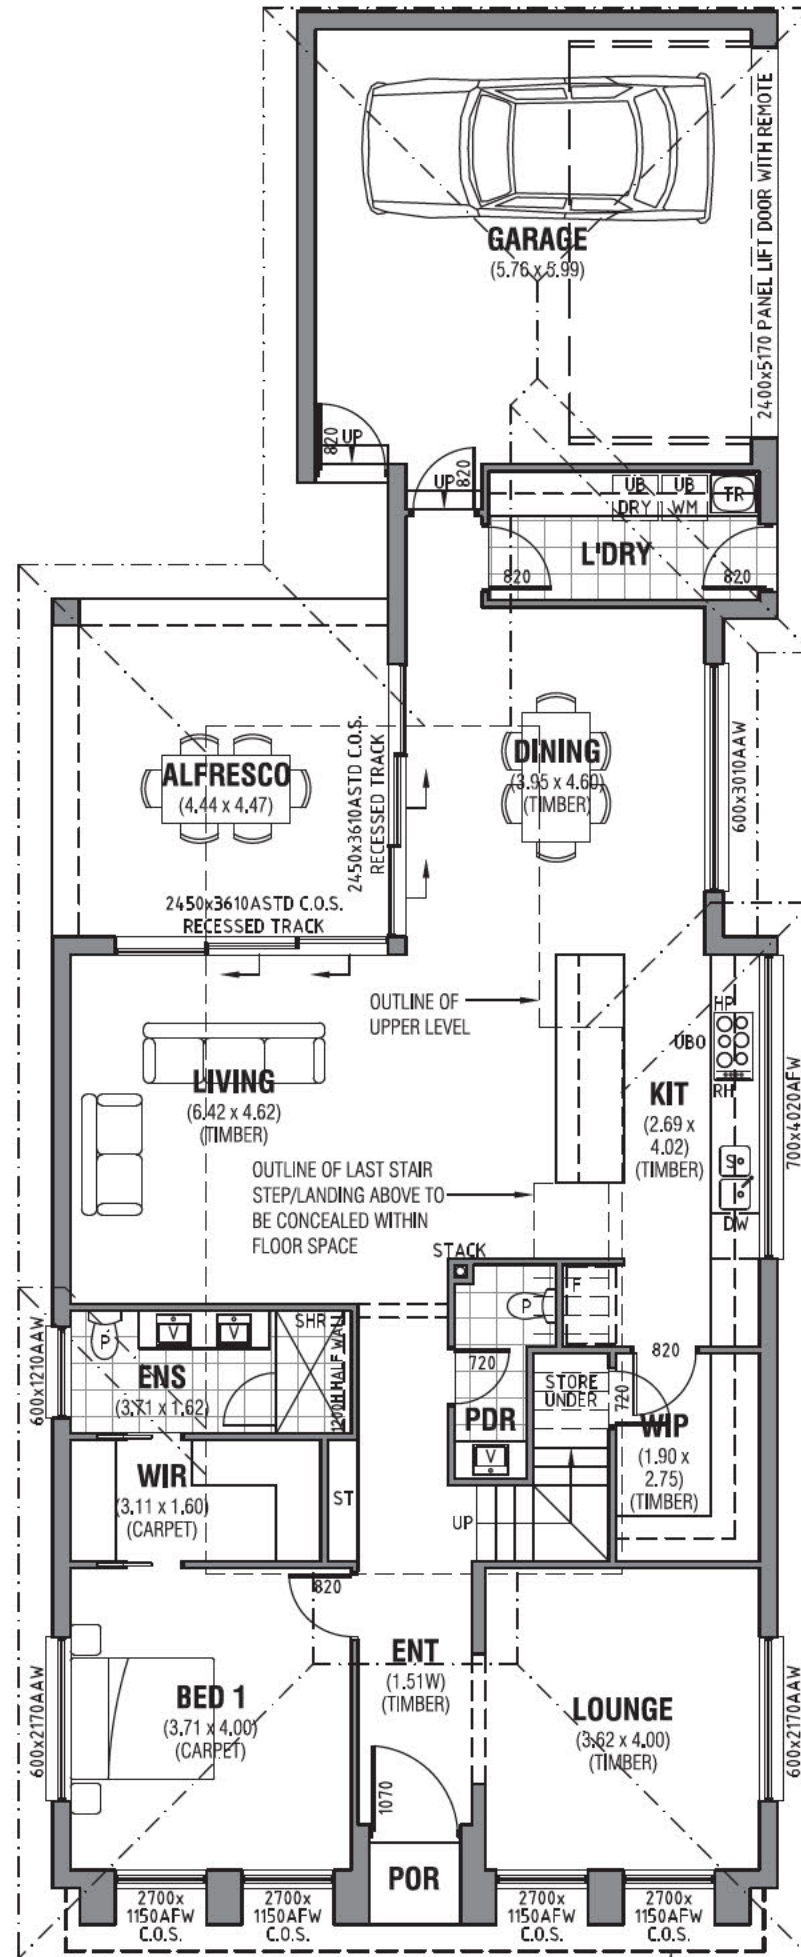 GARAGE
(5.76 x 5.99)
2400x5170 PANEL LIFT DOOR WITH REMOTE
820
UP
UP
820
UB
DRY
UB
WM
TR
L'DRY
820
820
ALFRESCO
(4.44 x 4.47)
2450x3610ASTD C.O.S.
RECESSED TRACK
2450x3610ASTD C.O.S.
RECESSED TRACK
DINING
(3.95 x 4.60)
(TIMBER)
600x3010AAW
OUTLINE OF
UPPER LEVEL
HP
UBO
RH
KIT
(2.69 x
4.02)
(TIMBER)
S
DW
700x4020AFW
LIVING
(6.42 x 4.62)
(TIMBER)
OUTLINE OF LAST STAIR
STEP/LANDING ABOVE TO
BE CONCEALED WITHIN
FLOOR SPACE
STACK
P
F
600x1210AAW
P
V
V
SHR
1200H HALF WALL
ENS
(3.71 x 1.62)
720
PDR
V
STORE
UNDER
820
720
WIP
(1.90 x
2.75)
(TIMBER)
WIR
(3.11 x 1.60)
(CARPET)
ST
UP
820
ENT
(1.51W)
(TIMBER)
600x2170AAW
BED 1
(3.71 x 4.00)
(CARPET)
LOUNGE
(3.62 x 4.00)
(TIMBER)
600x2170AAW
1070
POR
2700x
1150AFW
C.O.S.
2700x
1150AFW
C.O.S.
2700x
1150AFW
C.O.S.
2700x
1150AFW
C.O.S.